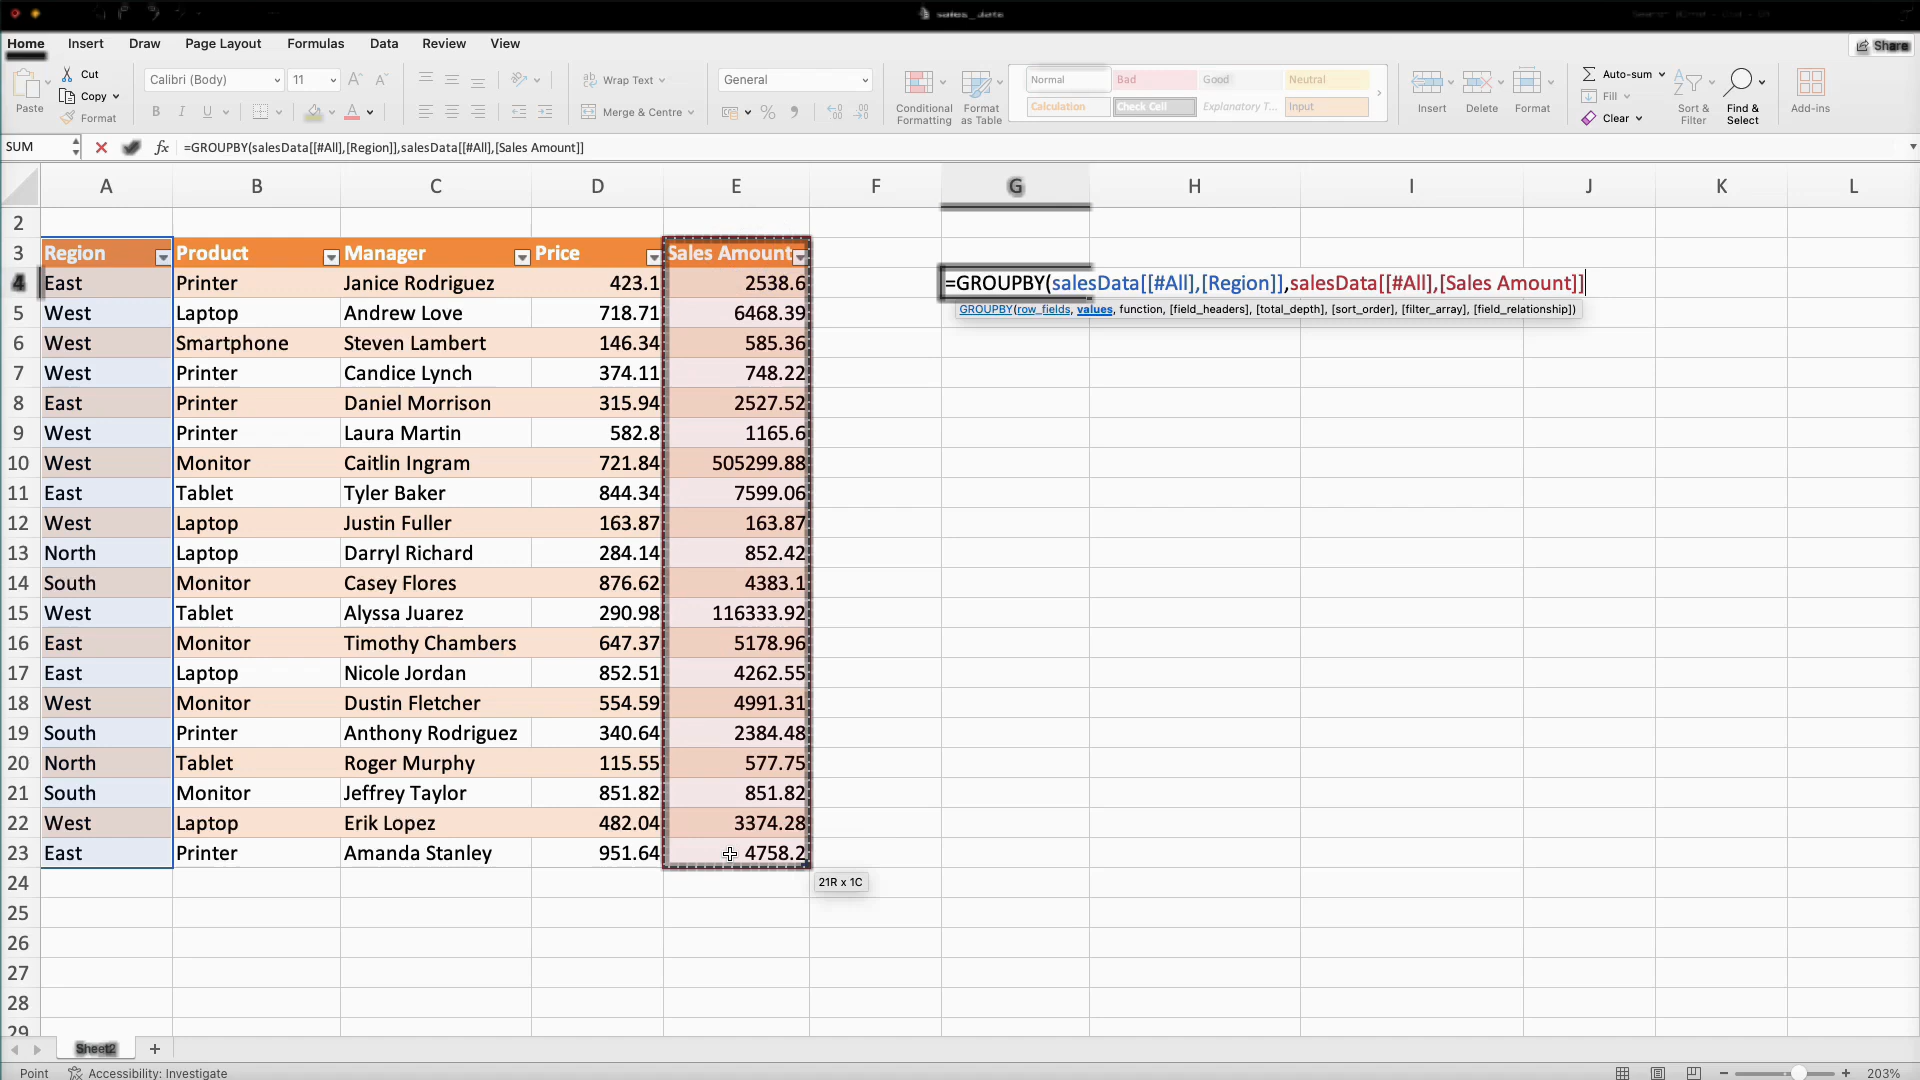 sales_data
Home Insert Draw Page Layout Formulas Data Review View Share
Cut
Copy
Format
Paste
Calibri (Body) 11
B I U
Wrap Text
Merge & Centre
General
Conditional Formatting
Format as Table
Normal Bad Good Neutral
Calculation Check Cell Explanatory T... Input
Insert Delete Format
Auto-sum
Fill
Clear
Sort & Filter
Find & Select
Add-ins
SUM fx =GROUPBY(salesData[[#All],[Region]],salesData[[#All],[Sales Amount]]
A B C D E F G H I J K L
2
3 Region Product Manager Price Sales Amount
4 East Printer Janice Rodriguez 423.1 2538.6 =GROUPBY(salesData[[#All],[Region]],salesData[[#All],[Sales Amount]]
GROUPBY(row_fields, values, function, [field_headers], [total_depth], [sort_order], [filter_array], [field_relationship])
5 West Laptop Andrew Love 718.71 6468.39
6 West Smartphone Steven Lambert 146.34 585.36
7 West Printer Candice Lynch 374.11 748.22
8 East Printer Daniel Morrison 315.94 2527.52
9 West Printer Laura Martin 582.8 1165.6
10 West Monitor Caitlin Ingram 721.84 505299.88
11 East Tablet Tyler Baker 844.34 7599.06
12 West Laptop Justin Fuller 163.87 163.87
13 North Laptop Darryl Richard 284.14 852.42
14 South Monitor Casey Flores 876.62 4383.1
15 West Tablet Alyssa Juarez 290.98 116333.92
16 East Monitor Timothy Chambers 647.37 5178.96
17 East Laptop Nicole Jordan 852.51 4262.55
18 West Monitor Dustin Fletcher 554.59 4991.31
19 South Printer Anthony Rodriguez 340.64 2384.48
20 North Tablet Roger Murphy 115.55 577.75
21 South Monitor Jeffrey Taylor 851.82 851.82
22 West Laptop Erik Lopez 482.04 3374.28
23 East Printer Amanda Stanley 951.64 4758.2
21R x 1C
24
25
26
27
28
29
Sheet2 +
Point Accessibility: Investigate 203%